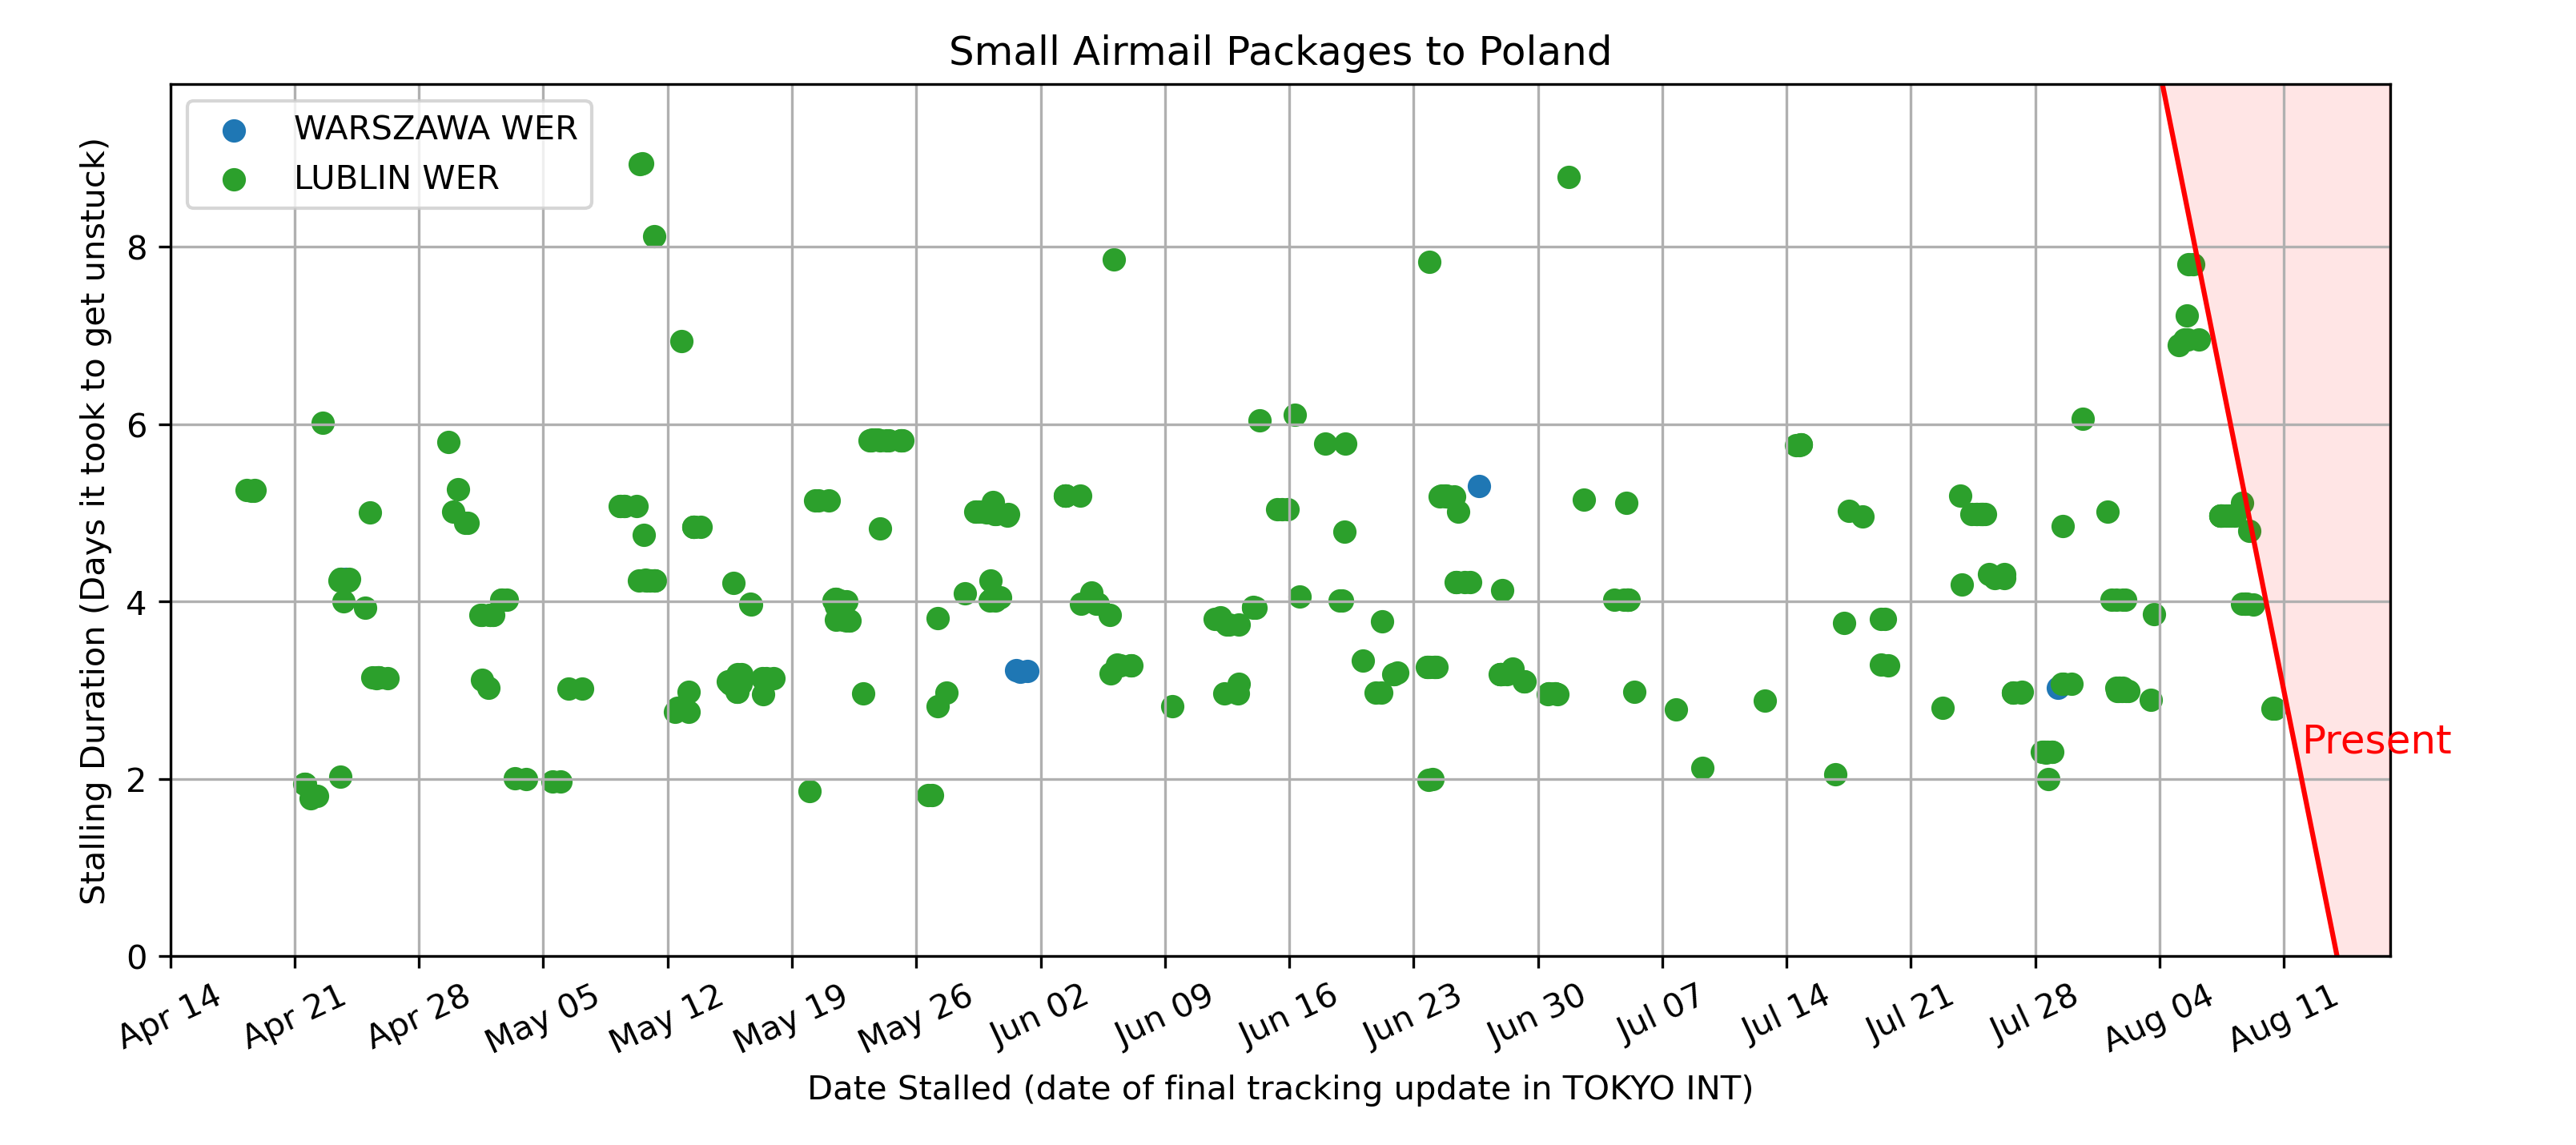 Small Airmail Packages to Poland
WARSZAWA WER
LUBLIN WER
Stalling Duration (Days it took to get unstuck)
8
6
4
2
0
Present
Apr 14
Apr 21
Apr 28
May 05
May 12
May 19
May 26
Jun 02
Jun 09
Jun 16
Jun 23
Jun 30
Jul 07
Jul 14
Jul 21
Jul 28
Aug 04
Aug 11
Date Stalled (date of final tracking update in TOKYO INT)